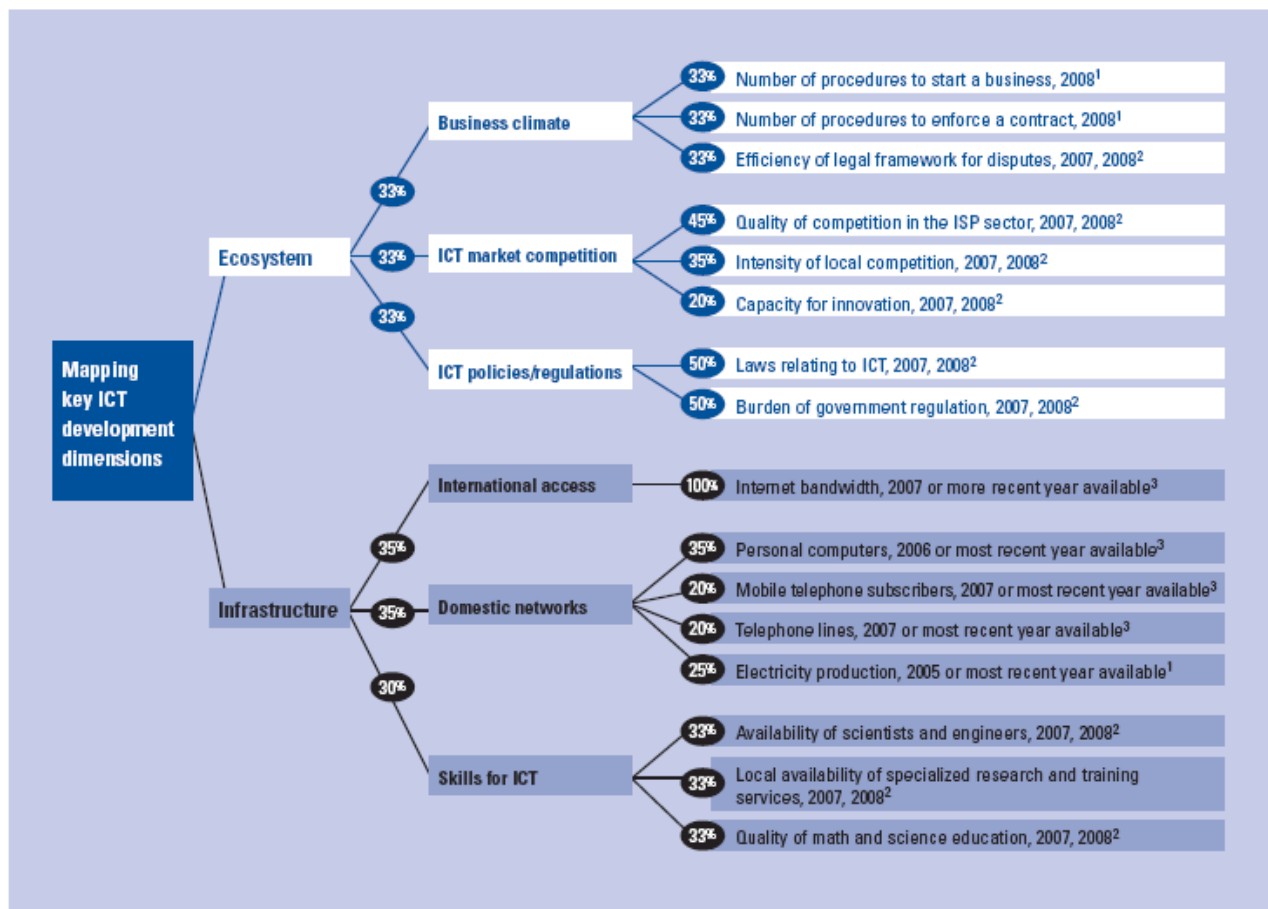 Mapping
key ICT
development
dimensions
Ecosystem
33%
33%
33%
Business climate
33% Number of procedures to start a business, 2008¹
33% Number of procedures to enforce a contract, 2008¹
33% Efficiency of legal framework for disputes, 2007, 2008²
ICT market competition
45% Quality of competition in the ISP sector, 2007, 2008²
35% Intensity of local competition, 2007, 2008²
20% Capacity for innovation, 2007, 2008²
ICT policies/regulations
50% Laws relating to ICT, 2007, 2008²
50% Burden of government regulation, 2007, 2008²
Infrastructure
35%
35%
30%
International access
100% Internet bandwidth, 2007 or more recent year available³
Domestic networks
35% Personal computers, 2006 or most recent year available³
20% Mobile telephone subscribers, 2007 or most recent year available³
20% Telephone lines, 2007 or most recent year available³
25% Electricity production, 2005 or most recent year available¹
Skills for ICT
33% Availability of scientists and engineers, 2007, 2008²
33% Local availability of specialized research and training
services, 2007, 2008²
33% Quality of math and science education, 2007, 2008²